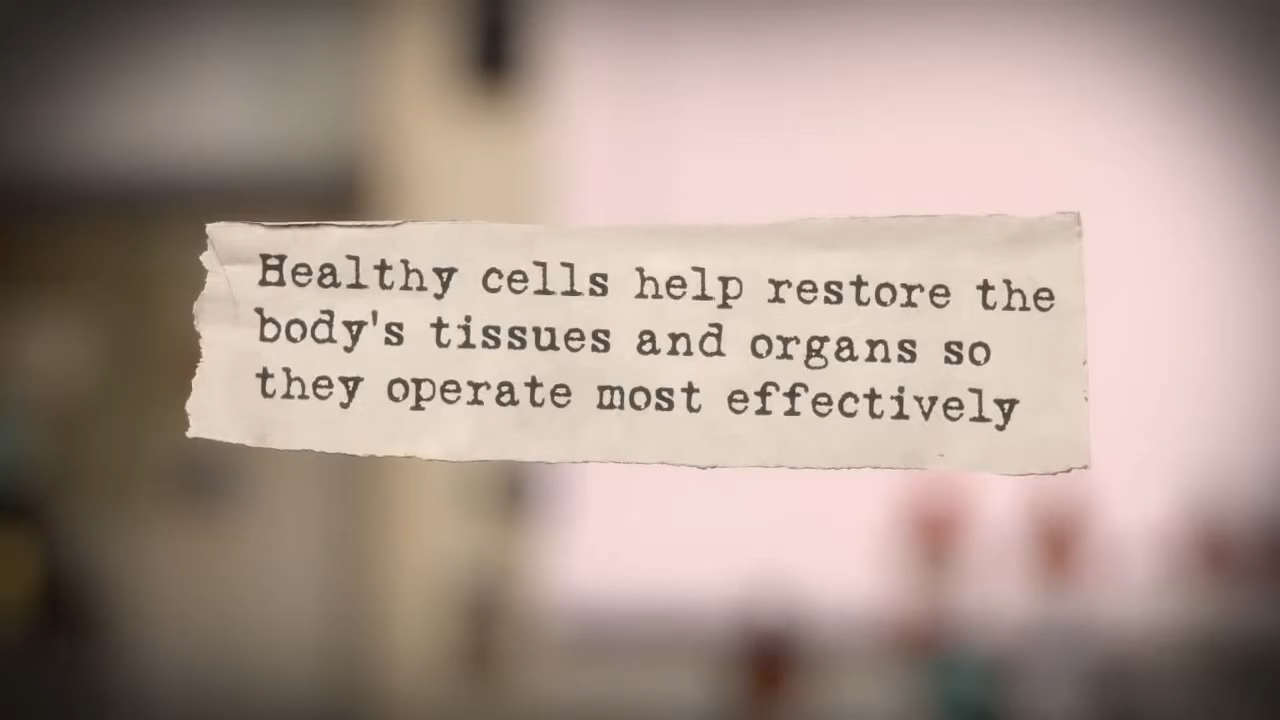 Healthy cells help restore the
body's tissues and organs so
they operate most effectively